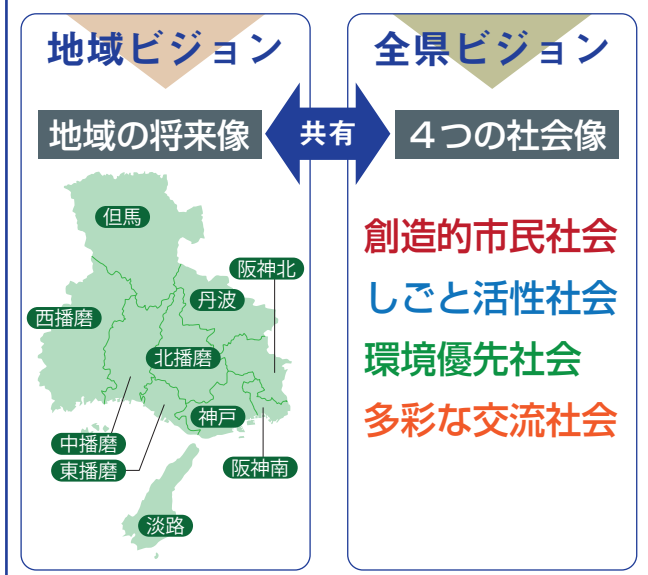 地域ビジョン
全県ビジョン
地域の将来像
共有
４つの社会像
但馬
阪神北
丹波
西播磨
北播磨
神戸
中播磨
東播磨
阪神南
淡路
創造的市民社会
しごと活性社会
環境優先社会
多彩な交流社会